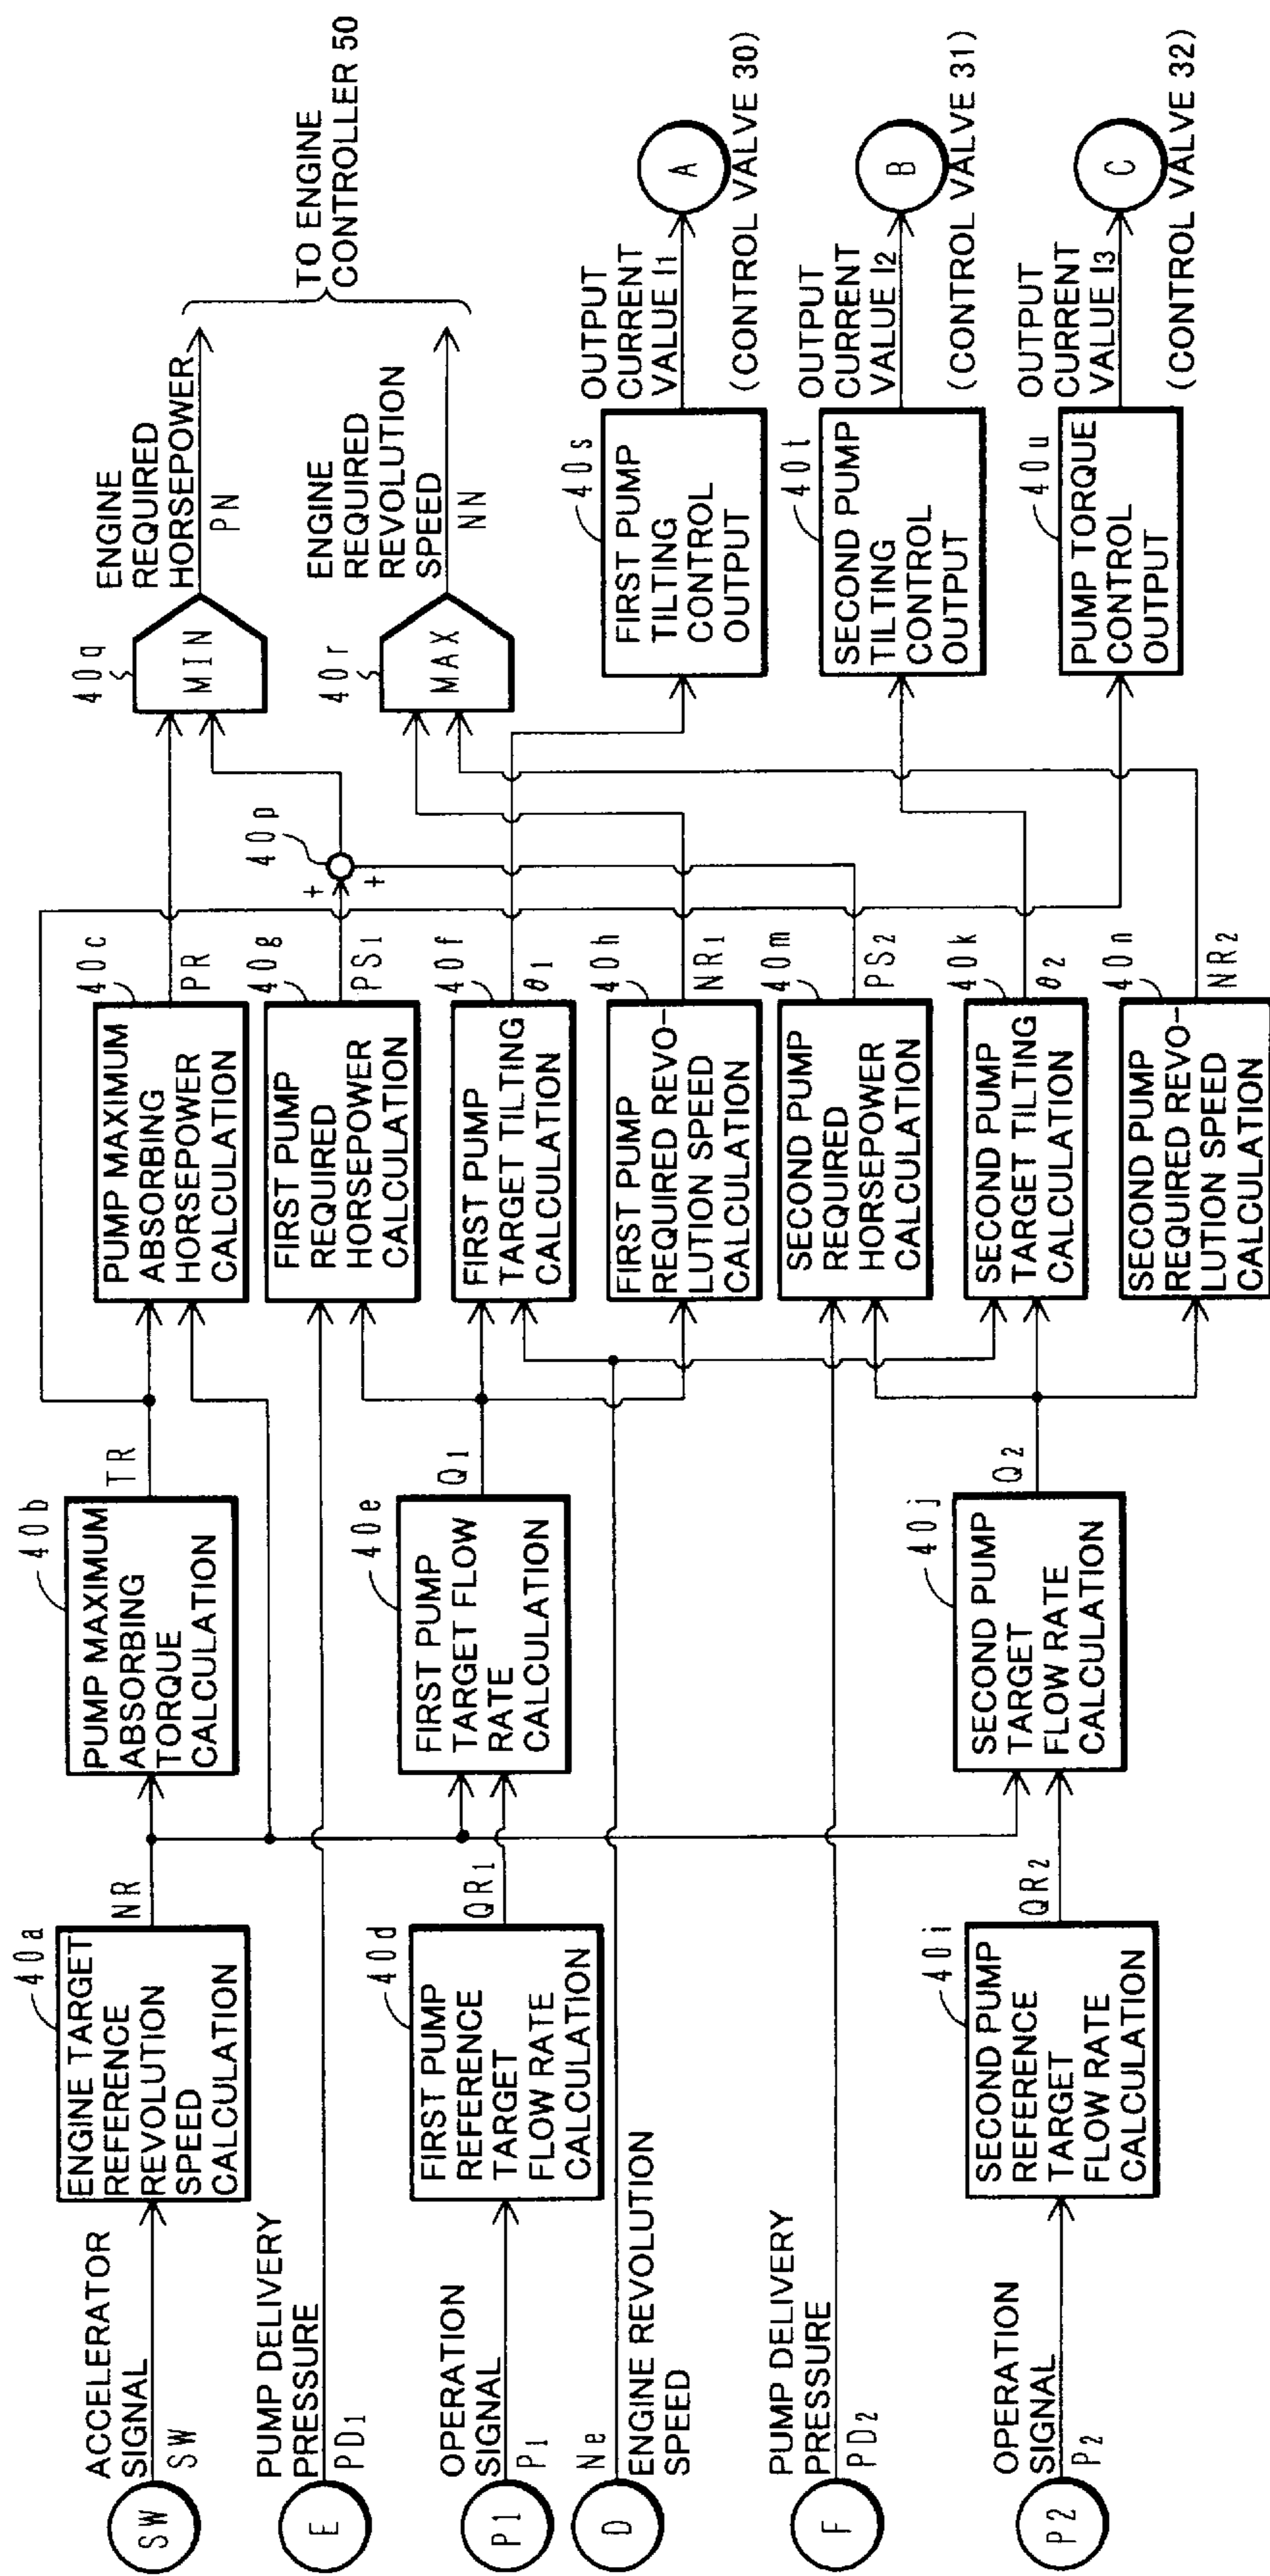 SW
ACCELERATOR
SIGNAL
SW
E
PUMP DELIVERY
PRESSURE
PD1
P1
OPERATION
SIGNAL
P1
D
Ne
ENGINE REVOLUTION
SPEED
F
PUMP DELIVERY
PRESSURE
PD2
P2
OPERATION
SIGNAL
P2
40a
ENGINE TARGET
REFERENCE
REVOLUTION
SPEED
CALCULATION
NR
40d
FIRST PUMP
REFERENCE
TARGET
FLOW RATE
CALCULATION
QR1
40i
SECOND PUMP
REFERENCE
TARGET
FLOW RATE
CALCULATION
QR2
40b
PUMP MAXIMUM
ABSORBING
TORQUE
CALCULATION
TR
40e
FIRST PUMP
TARGET FLOW
RATE
CALCULATION
Q1
40j
SECOND PUMP
TARGET
FLOW RATE
CALCULATION
Q2
40c
PUMP MAXIMUM
ABSORBING
HORSEPOWER
CALCULATION
PR
40g
FIRST PUMP
REQUIRED
HORSEPOWER
CALCULATION
PS1
40f
FIRST PUMP
TARGET TILTING
CALCULATION
θ1
40h
FIRST PUMP
REQUIRED REVO-
LUTION SPEED
CALCULATION
NR1
40m
SECOND PUMP
REQUIRED
HORSEPOWER
CALCULATION
PS2
40k
SECOND PUMP
TARGET TILTING
CALCULATION
θ2
40n
SECOND PUMP
REQUIRED REVO-
LUTION SPEED
CALCULATION
NR2
40p
+
+
40q
MIN
ENGINE
REQUIRED
HORSEPOWER
PN
40r
MAX
ENGINE
REQUIRED
REVOLUTION
SPEED
NN
TO ENGINE
CONTROLLER 50
40s
FIRST PUMP
TILTING
CONTROL
OUTPUT
OUTPUT
CURRENT
VALUE I1
A
(CONTROL VALVE 30)
40t
SECOND PUMP
TILTING
CONTROL
OUTPUT
OUTPUT
CURRENT
VALUE I2
B
(CONTROL VALVE 31)
40u
PUMP TORQUE
CONTROL
OUTPUT
OUTPUT
CURRENT
VALUE I3
C
(CONTROL VALVE 32)